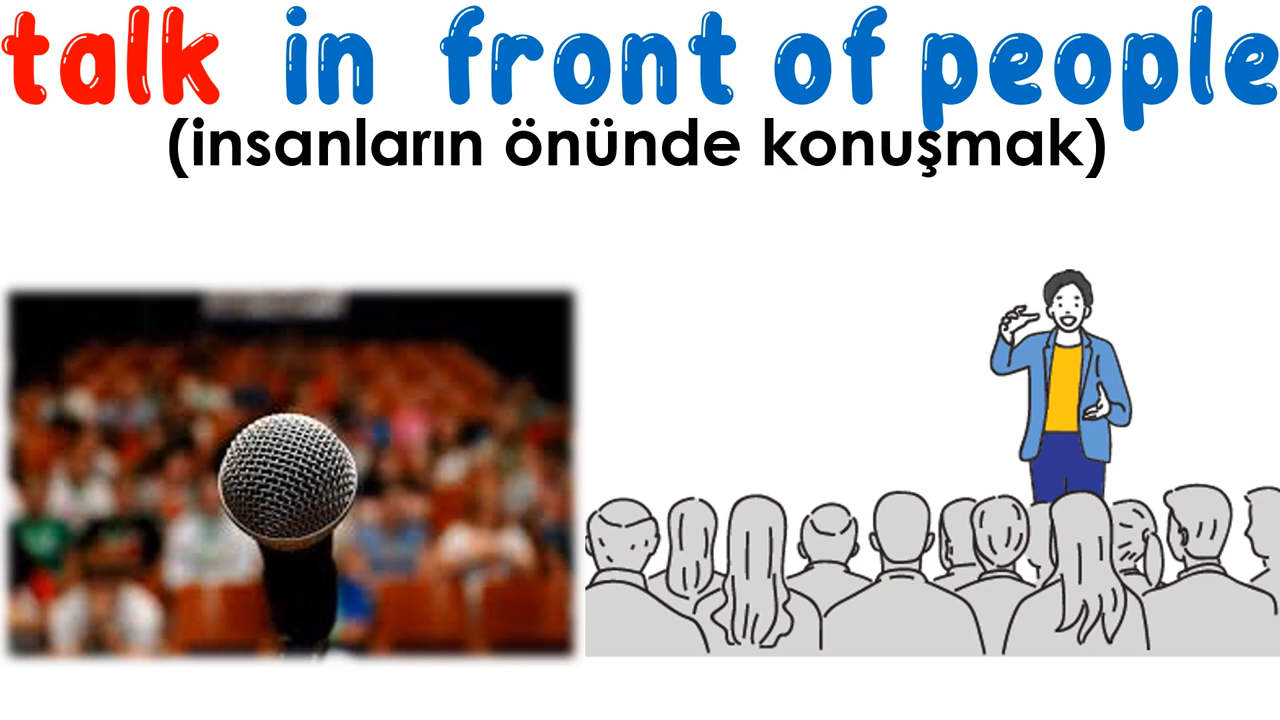 talk in front of people
(insanların önünde konuşmak)